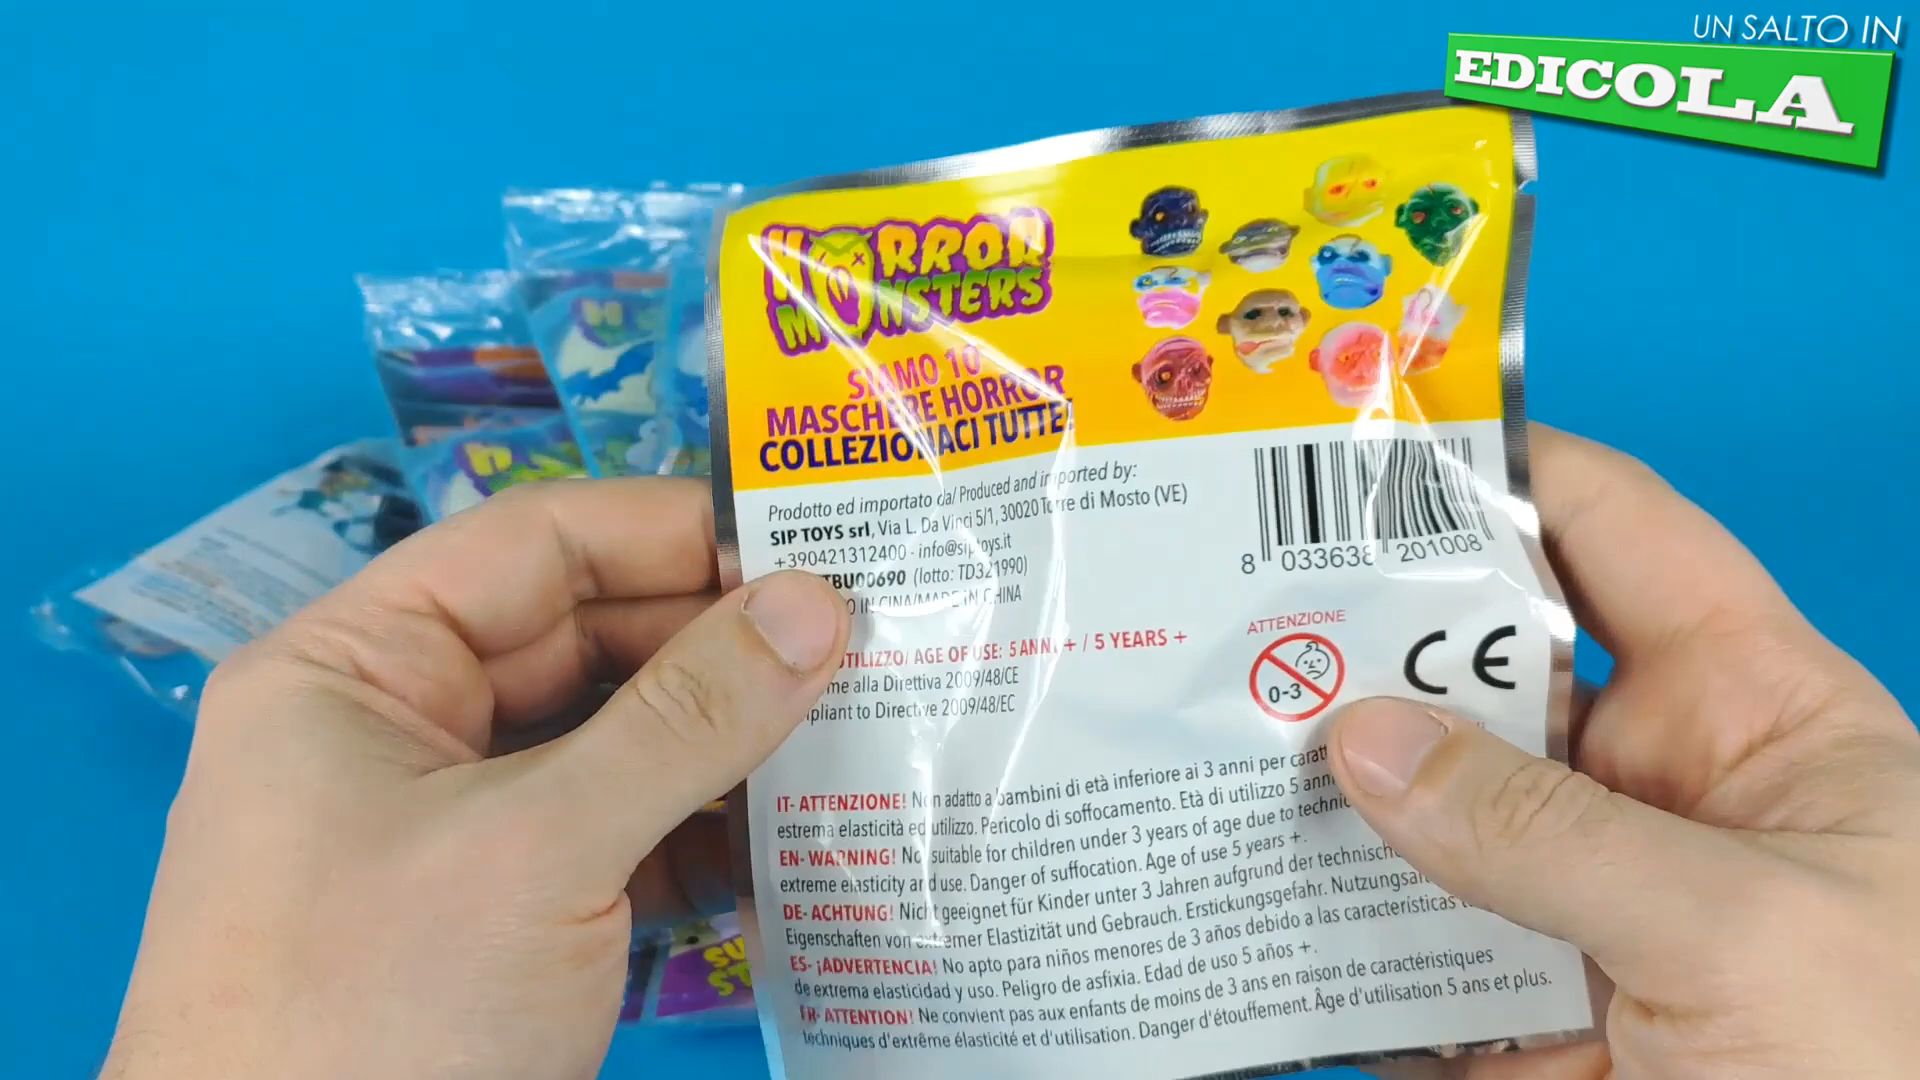 UN SALTO IN
EDICOLA
HORROR
MONSTERS
SIAMO 10
MASCHERE HORROR
COLLEZIONACI TUTTE!
Prodotto ed importato da/ Produced and imported by:
SIP TOYS srl, Via L. Da Vinci 5/1, 30020 Torre di Mosto (VE)
+390421312400 - info@siptoys.it
TBU00690 (lotto: TD321990)
O IN CINA/MADE IN CHINA
8 033638 201008
ATTENZIONE
0-3
CE
UTILIZZO/ AGE OF USE: 5 ANNI + / 5 YEARS +
me alla Direttiva 2009/48/CE
pliant to Directive 2009/48/EC
IT- ATTENZIONE! Non adatto a bambini di età inferiore ai 3 anni per caratt
estrema elasticità ed utilizzo. Pericolo di soffocamento. Età di utilizzo 5 anni
EN- WARNING! Not suitable for children under 3 years of age due to technic
extreme elasticity and use. Danger of suffocation. Age of use 5 years +.
DE- ACHTUNG! Nicht geeignet für Kinder unter 3 Jahren aufgrund der technische
Eigenschaften von extremer Elastizität und Gebrauch. Erstickungsgefahr. Nutzungsal
ES- ¡ADVERTENCIA! No apto para niños menores de 3 años debido a las características
de extrema elasticidad y uso. Peligro de asfixia. Edad de uso 5 años +.
FR- ATTENTION! Ne convient pas aux enfants de moins de 3 ans en raison de caractéristiques
techniques d'extrême élasticité et d'utilisation. Danger d'étouffement. Âge d'utilisation 5 ans et plus.